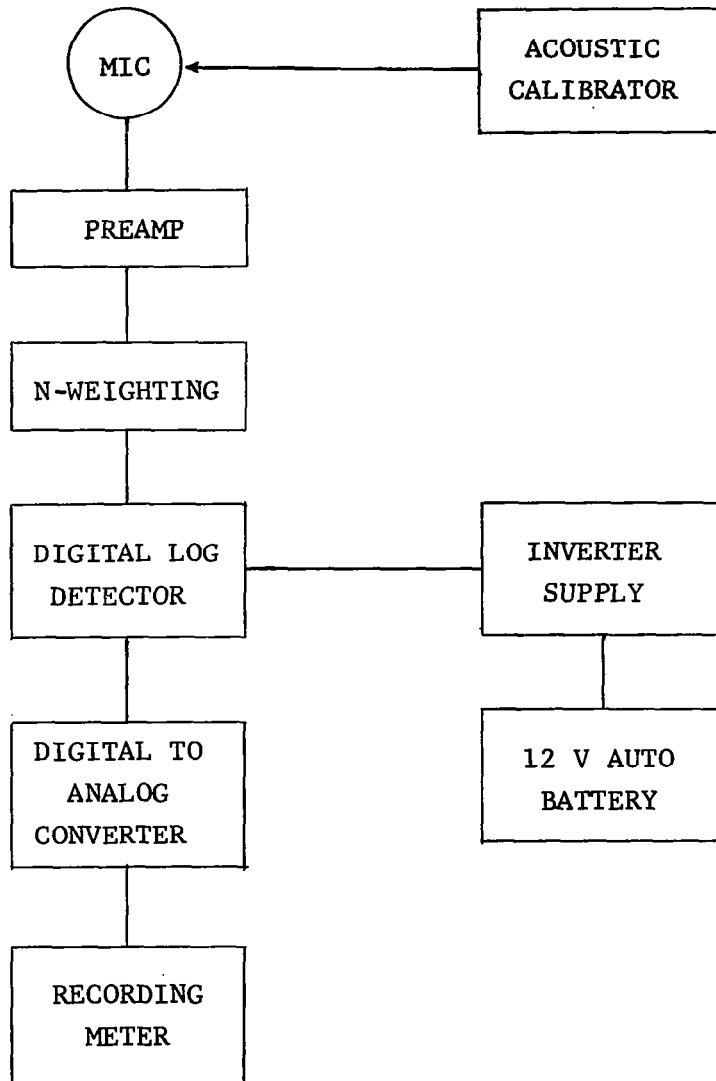 MIC
ACOUSTIC
CALIBRATOR
PREAMP
N-WEIGHTING
DIGITAL LOG
DETECTOR
INVERTER
SUPPLY
DIGITAL TO
ANALOG
CONVERTER
12 V AUTO
BATTERY
RECORDING
METER